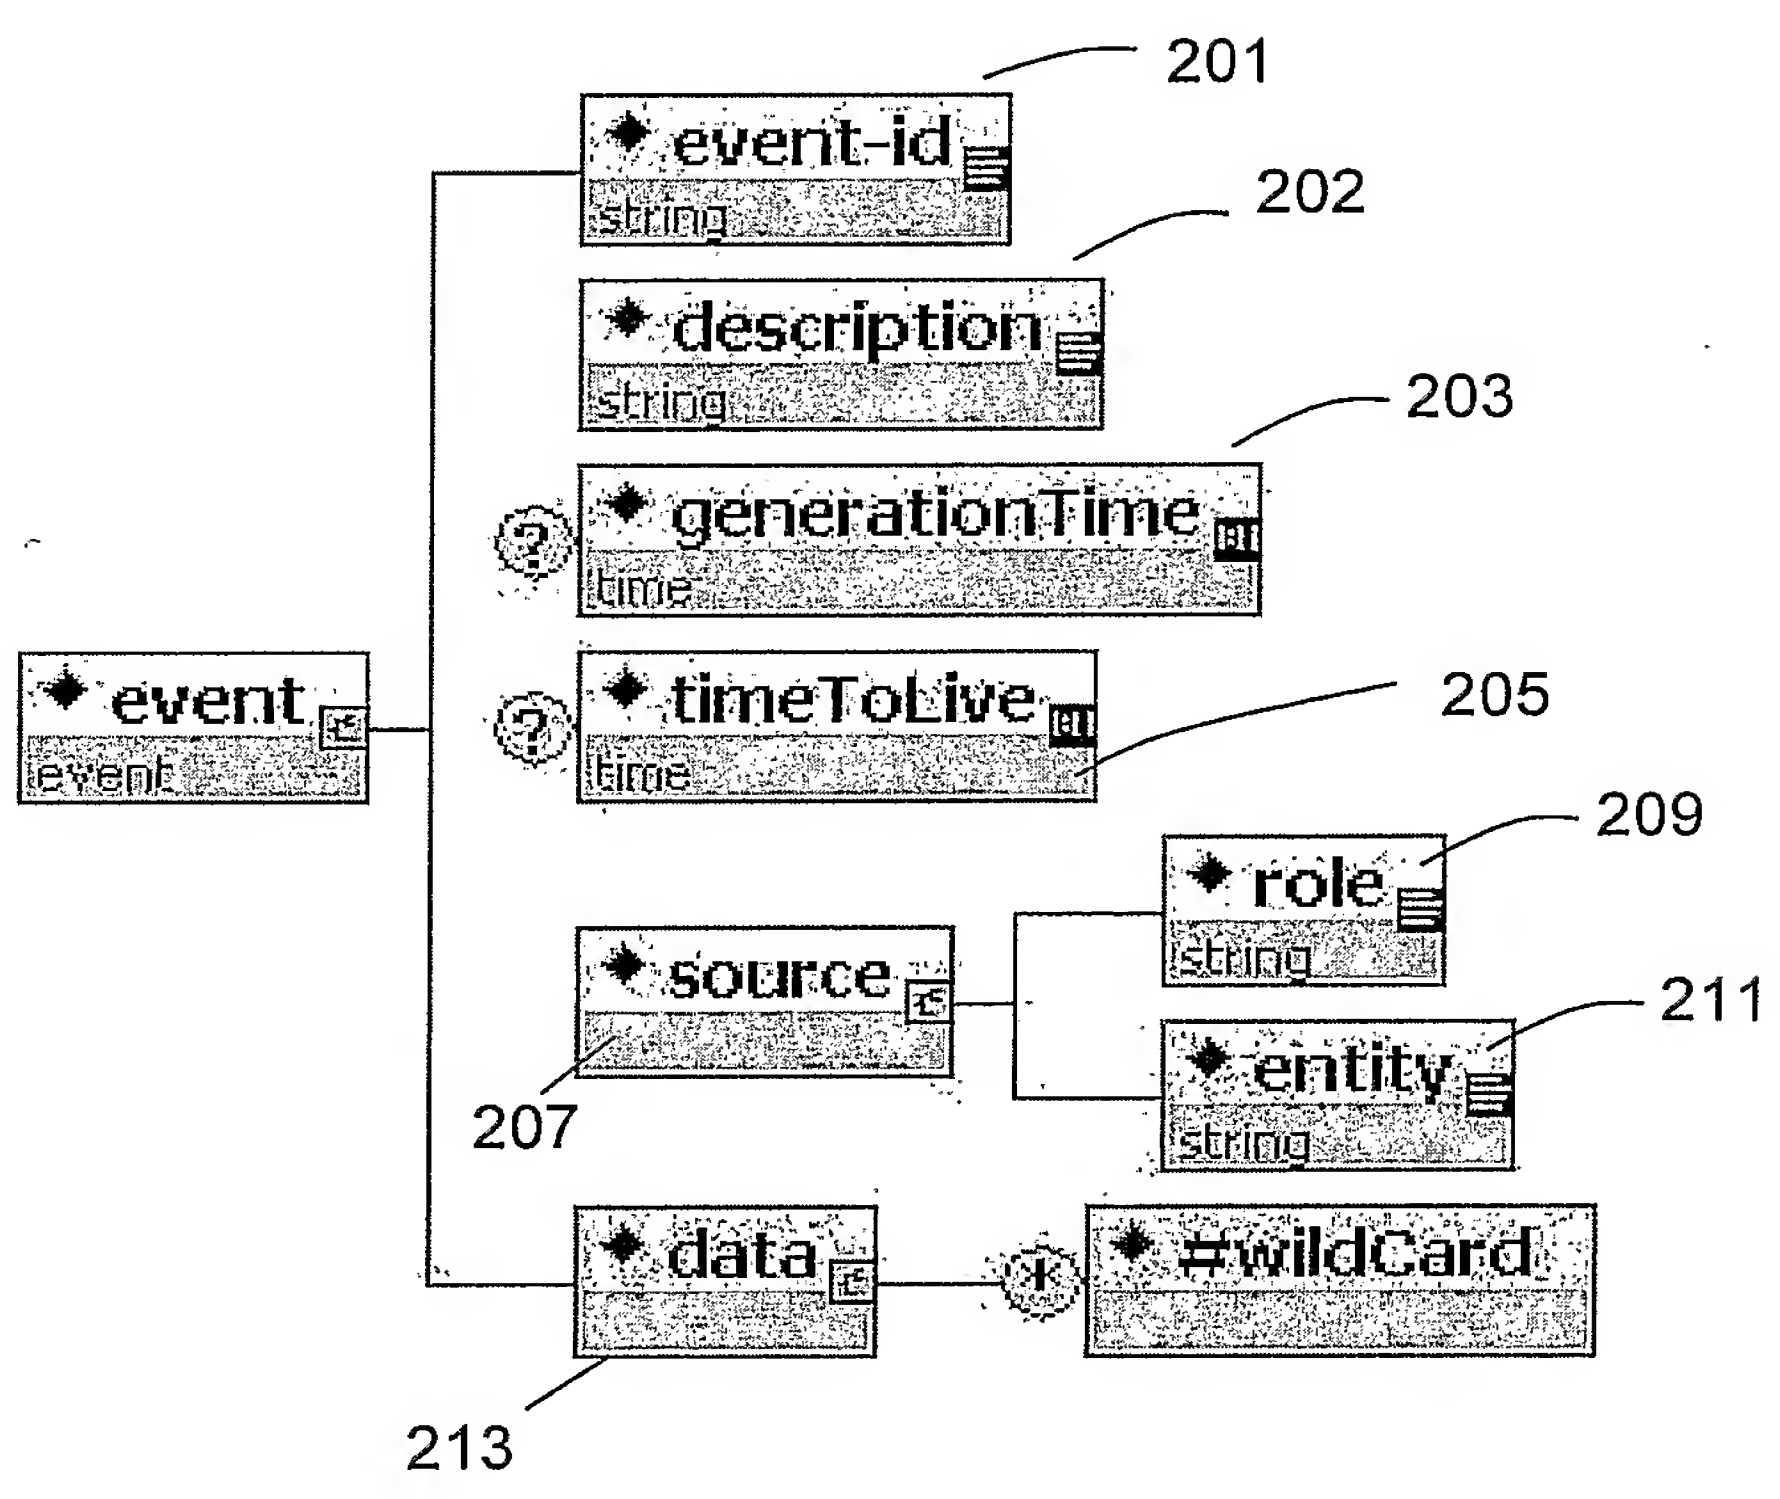 201
event-id
string
202
description
string
203
?
generationTime
time
event
event
?
timeToLive
time
205
209
role
string
source
207
211
entity
string
data
*
#wildCard
213